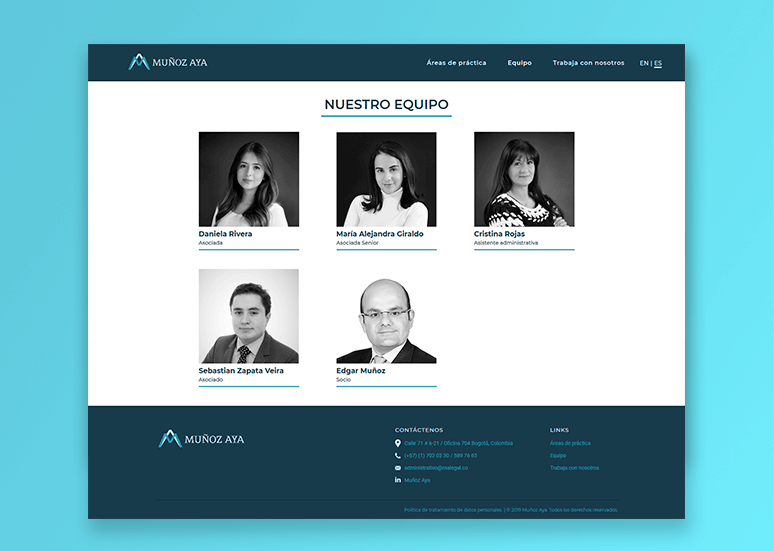 MUÑOZ AYA
Áreas de práctica
Equipo
Trabaja con nosotros
EN | ES
NUESTRO EQUIPO
Daniela Rivera
Asociada
María Alejandra Giraldo
Asociada Senior
Cristina Rojas
Asistente administrativa
Sebastian Zapata Veira
Asociado
Edgar Muñoz
Socio
MUÑOZ AYA
CONTÁCTENOS
Calle 71 # 6-21 / Oficina 704 Bogotá, Colombia
(+57) (1) 702 03 30 / 589 76 63
administrativo@malegal.co
Muñoz Aya
LINKS
Áreas de práctica
Equipo
Trabaja con nosotros
Política de tratamiento de datos personales | © 2019 Muñoz Aya. Todos los derechos reservados